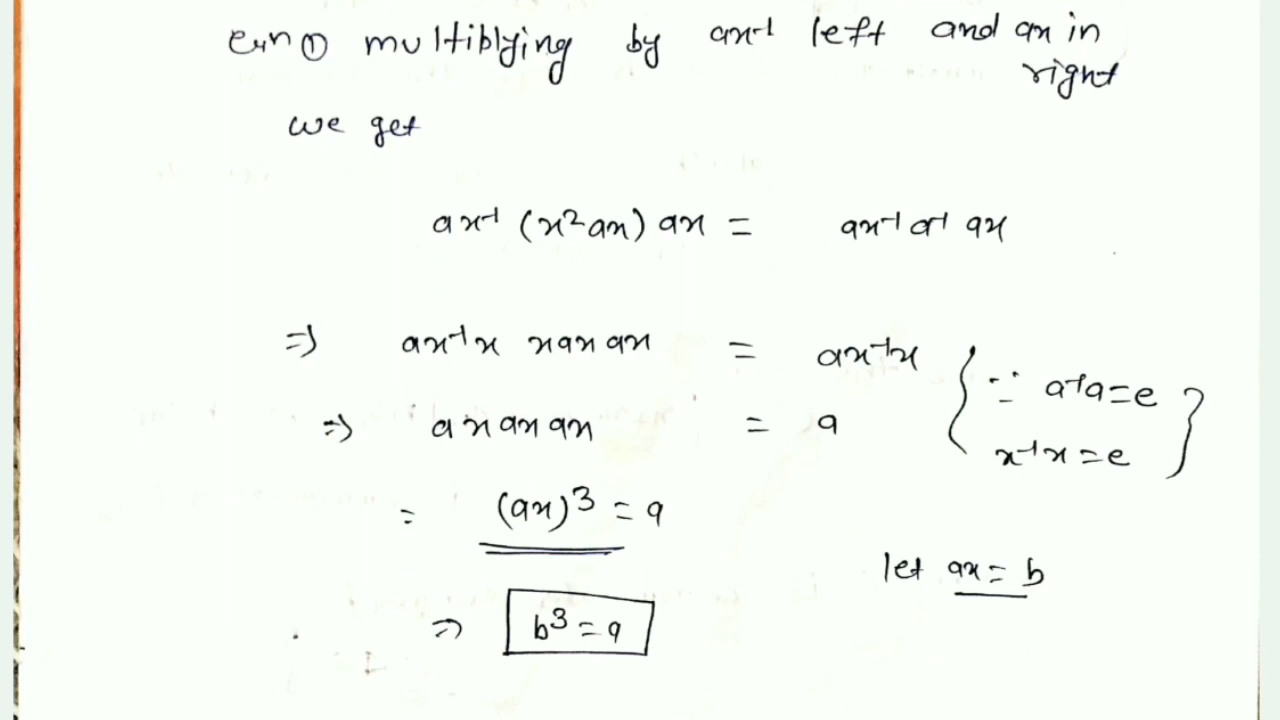 eqn ① multiblying by ax⁻¹ left and ax in right
we get
ax⁻¹ (x²ax) ax = ax⁻¹ a⁻¹ ax
⇒ ax⁻¹x xax ax = ax⁻¹x { ∵ a⁻¹a = e
⇒ ax ax ax = a x⁻¹x = e }
= (ax)³ = a
let ax = b
⇒ b³ = a